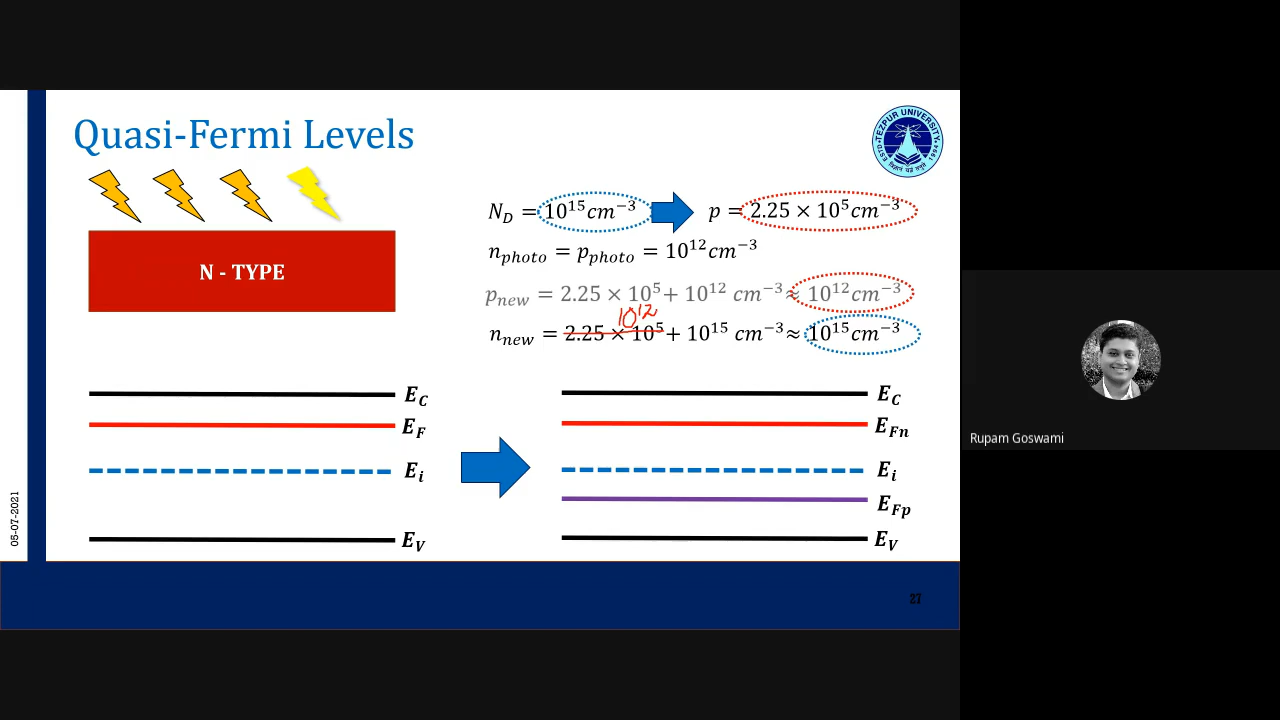 Quasi-Fermi Levels
TEZPUR UNIVERSITY
N - TYPE
N_D = 10^15 cm^−3 p = 2.25 × 10^5 cm^−3
n_photo = p_photo = 10^12 cm^−3
p_new = 2.25 × 10^5 + 10^12 cm^−3 ≈ 10^12 cm^−3
10^12
n_new = 2.25 × 10^5 + 10^15 cm^−3 ≈ 10^15 cm^−3
E_C
E_F
E_i
E_V
E_C
E_Fn
E_i
E_Fp
E_V
27
Rupam Goswami